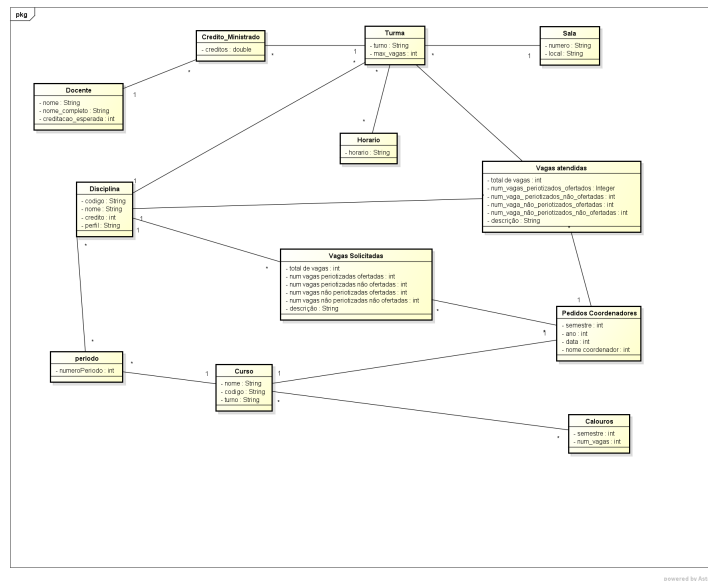 pkg
Credito_Ministrado
- creditos : double
Turma
- turno : String
- max_vagas : int
Sala
- numero : String
- local : String
* 1 * 1
* *
Docente
- nome : String
- nome_completo : String
- creditacao_esperada : int
* 1
Horario
- horario : String
*
Vagas atendidas
- total de vagas : int
- num_vagas_periotizados_ofertados : Integer
- num_vaga_periotizados_não_ofertados : int
- num_vaga_não_periotizados_ofertadas : int
- num_vaga_não_periotizados_não_ofertadas : int
- descrição : String
*
Disciplina
- codigo : String
- nome : String
- credito : int
- perfil : String
1
1
1
*
Vagas Solicitadas
- total de vagas : int
- num vagas periotizadas ofertadas : int
- num vagas periotizadas não ofertadas : int
- num vagas não periotizadas ofertadas : int
- num vagas não periotizadas não ofertadas : int
- descrição : String
* *
1
Pedidos Coordenadores
- semestre : int
- ano : int
- data : int
- nome coordenador : int
* 1
periodo
- numeroPeriodo : int
* *
Curso
- nome : String
- codigo : String
- turno : String
1 1
*
Calouros
- semestre : int
- num_vagas : int
*
powered by Ast